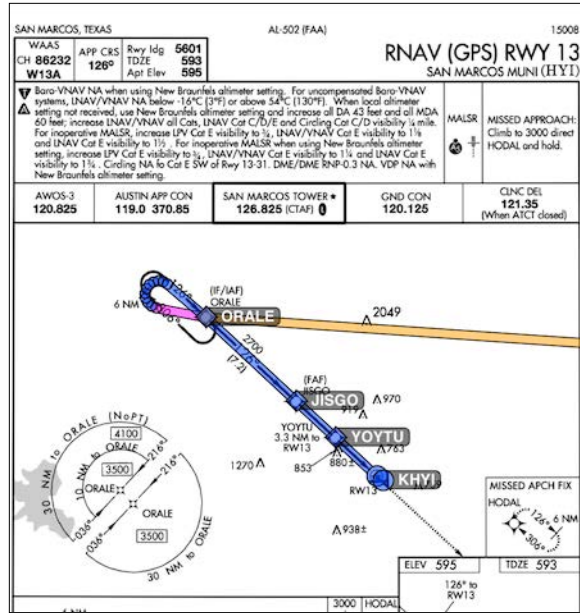 SAN MARCOS, TEXAS
AL-502 (FAA)
15008
WAAS
CH 86232
W13A
APP CRS
126°
Rwy ldg 5601
TDZE 593
Apt Elev 595
RNAV (GPS) RWY 13
SAN MARCOS MUNI (HYI)
Baro-VNAV NA when using New Braunfels altimeter setting. For uncompensated Baro-VNAV
systems, LNAV/VNAV NA below -16°C (3°F) or above 54°C (130°F). When local altimeter
setting not received, use New Braunfels altimeter setting and increase all DA 43 feet and all MDA
60 feet; increase LNAV/VNAV all Cats, LNAV Cat C/D/E and Circling Cat C/D visibility ¼ mile.
For inoperative MALSR, increase LPV Cat E visibility to ¾, LNAV/VNAV Cat E visibility to 1⅛
and LNAV Cat E visibility to 1½. For inoperative MALSR when using New Braunfels altimeter
setting, increase LPV Cat E visibility to ¾, LNAV/VNAV Cat E visibility to 1¼ and LNAV Cat E
visibility to 1¾. Circling NA to Cat E SW of Rwy 13-31. DME/DME RNP-0.3 NA. VDP NA with
New Braunfels altimeter setting.
MALSR
MISSED APPROACH:
Climb to 3000 direct
HODAL and hold.
AWOS-3
120.825
AUSTIN APP CON
119.0 370.85
SAN MARCOS TOWER ★
126.825 (CTAF)
GND CON
120.125
CLNC DEL
121.35
(When ATCT closed)
6 NM
(IF/IAF)
ORALE
ORALE
2049
2700
126°
(7.2)
(FAF)
JISGO
JISGO
970
919
YOYTU
3.3 NM to
RW13
YOYTU
763
853
880±
1270
KHYI
RW13
938±
30 NM to ORALE (NoPT)
4100
10 NM to ORALE
3500
216°
216°
ORALE
036°
036°
ORALE
3500
30 NM to ORALE
MISSED APCH FIX
HODAL
126°
6 NM
306°
ELEV 595
TDZE 593
126° to
RW13
3000 HODAL